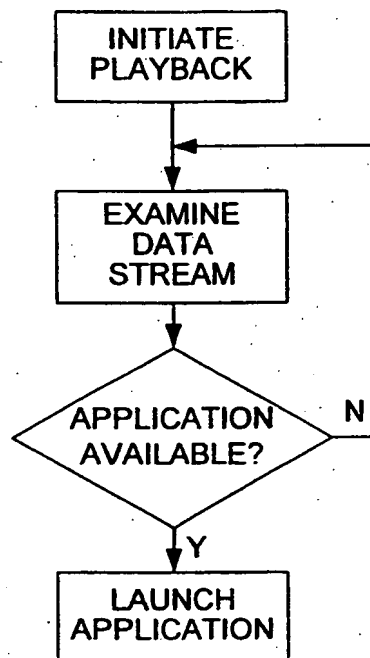 INITIATE
PLAYBACK
EXAMINE
DATA
STREAM
APPLICATION
AVAILABLE?
N
Y
LAUNCH
APPLICATION